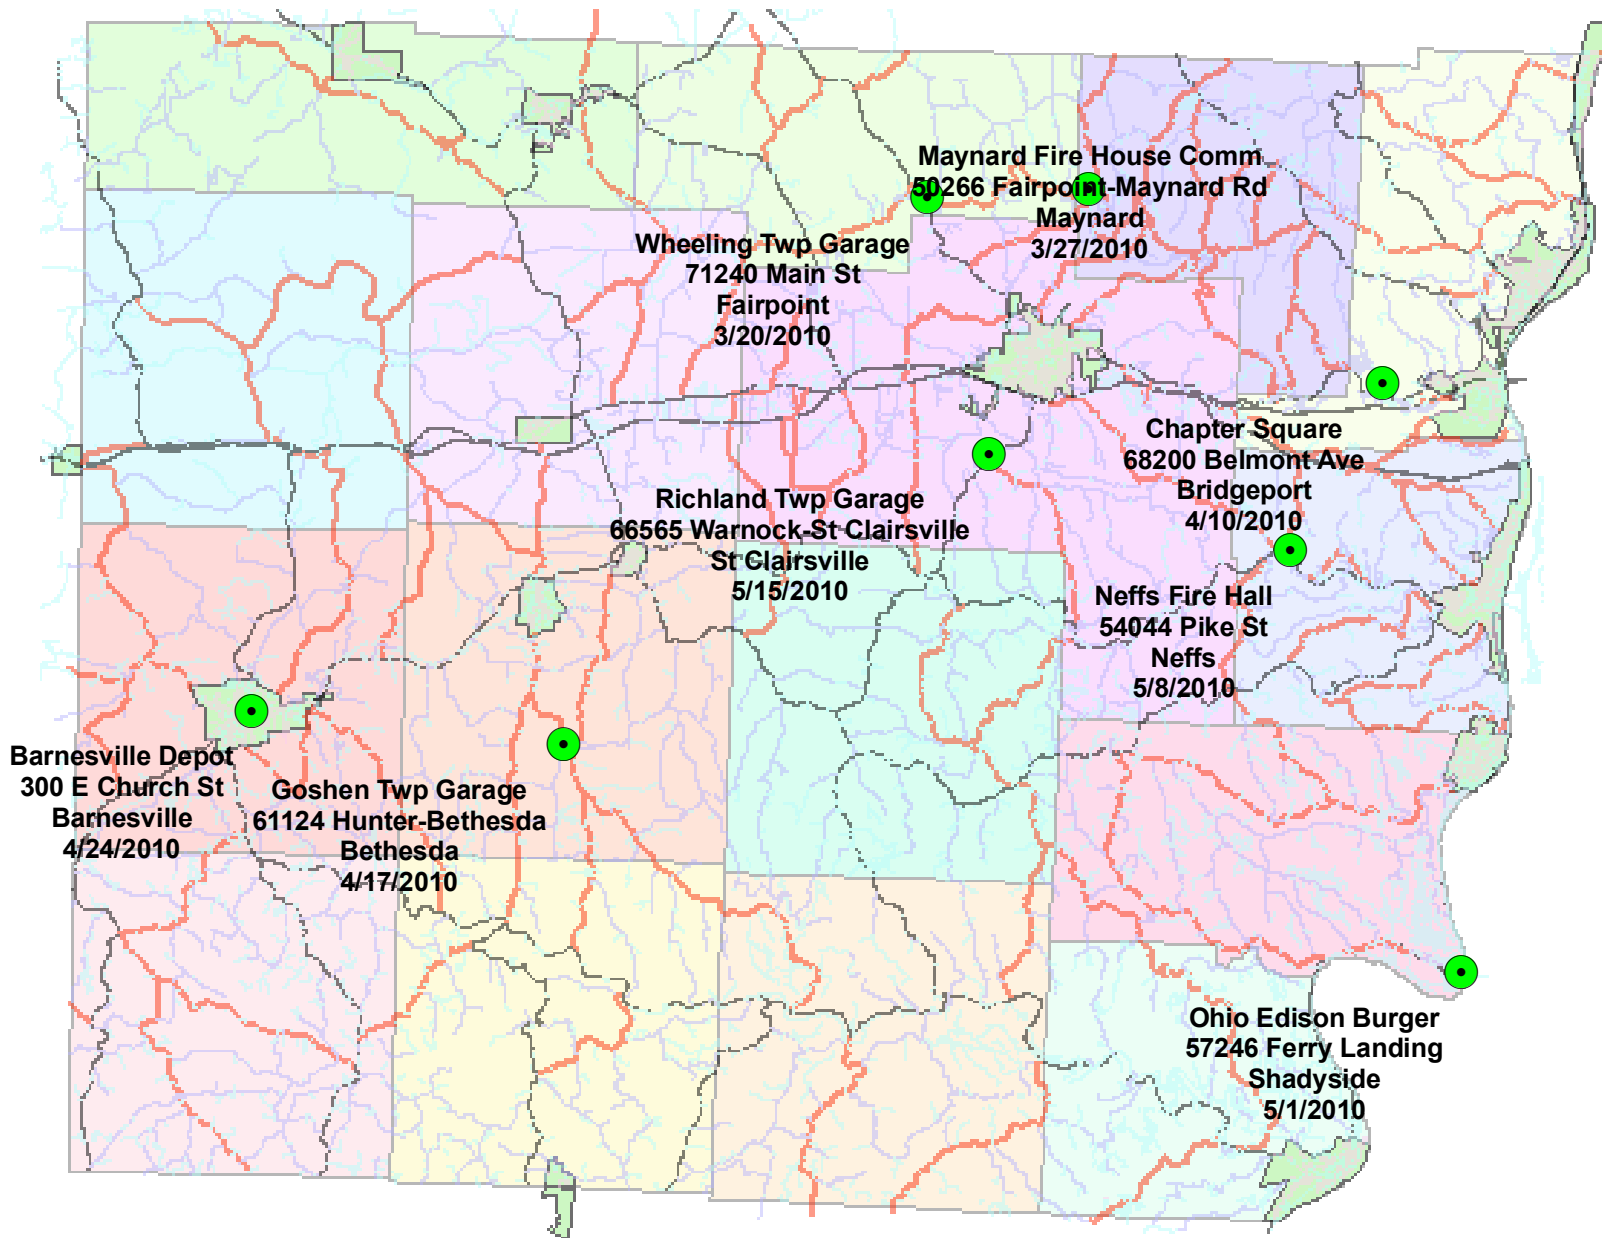 Maynard Fire House Comm
50266 Fairpoint-Maynard Rd
Maynard
3/27/2010
Wheeling Twp Garage
71240 Main St
Fairpoint
3/20/2010
Chapter Square
68200 Belmont Ave
Bridgeport
4/10/2010
Richland Twp Garage
66565 Warnock-St Clairsville
St Clairsville
5/15/2010
Neffs Fire Hall
54044 Pike St
Neffs
5/8/2010
Barnesville Depot
300 E Church St
Barnesville
4/24/2010
Goshen Twp Garage
61124 Hunter-Bethesda
Bethesda
4/17/2010
Ohio Edison Burger
57246 Ferry Landing
Shadyside
5/1/2010